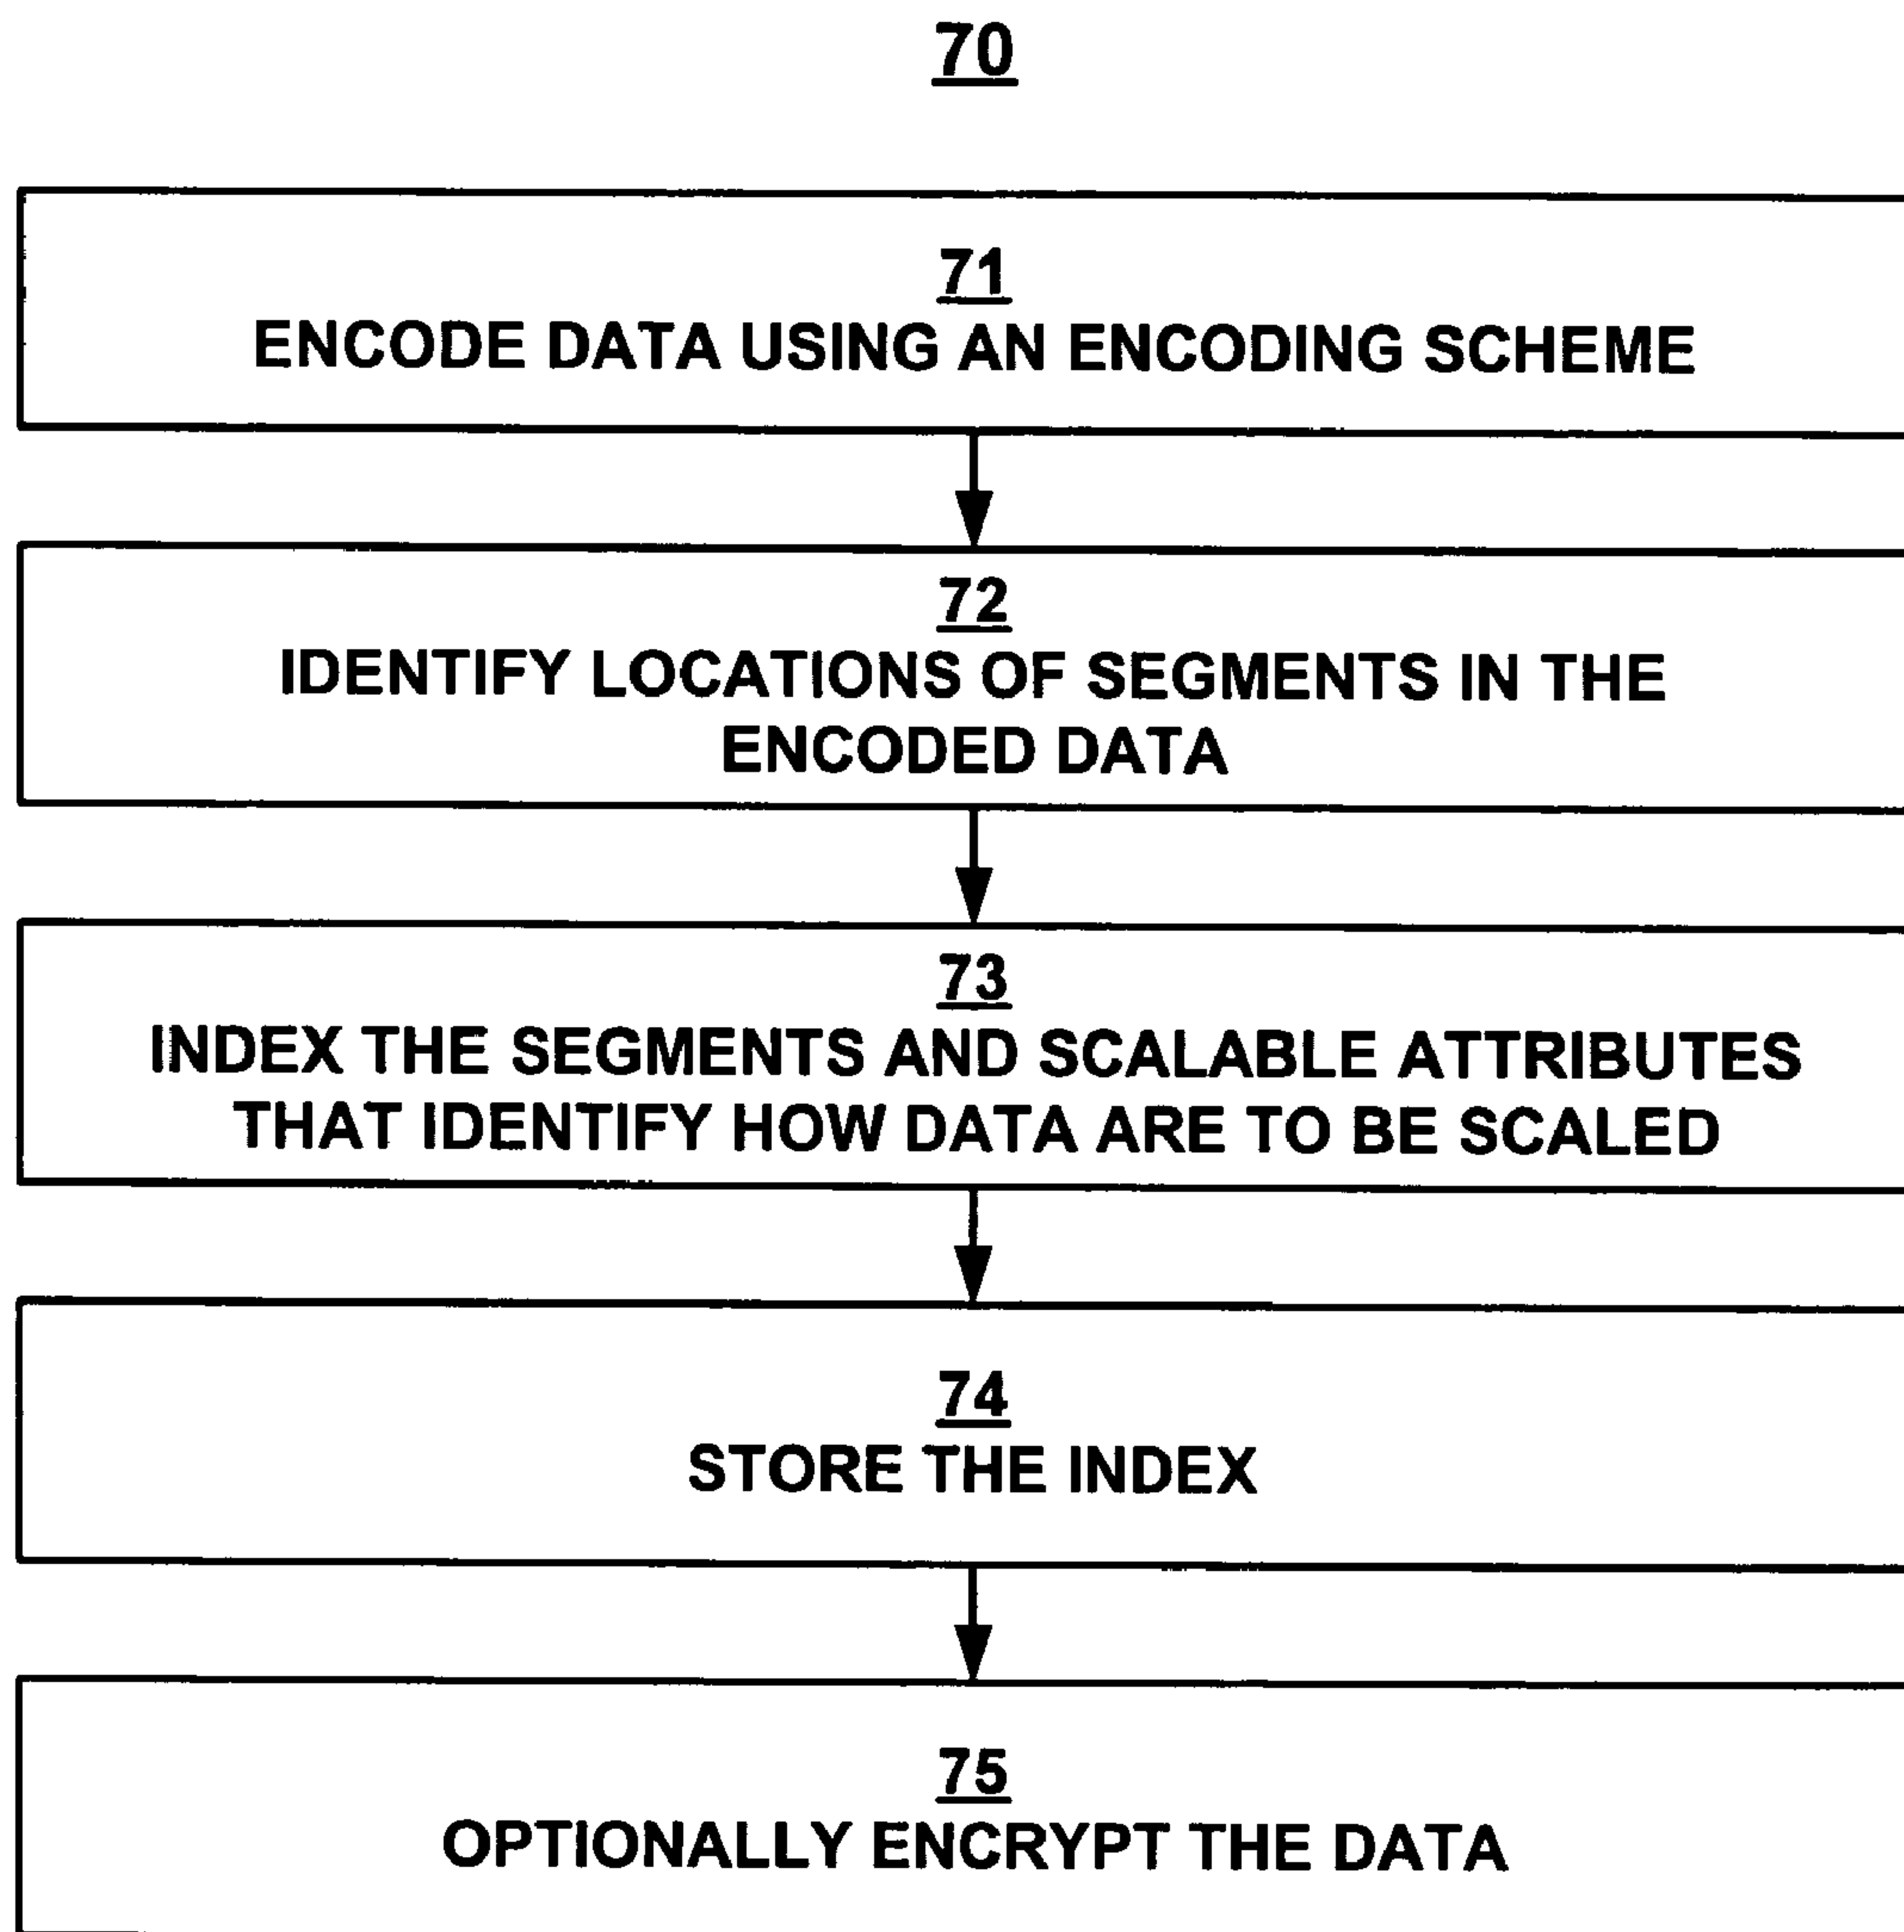 70
71
ENCODE DATA USING AN ENCODING SCHEME
72
IDENTIFY LOCATIONS OF SEGMENTS IN THE
ENCODED DATA
73
INDEX THE SEGMENTS AND SCALABLE ATTRIBUTES
THAT IDENTIFY HOW DATA ARE TO BE SCALED
74
STORE THE INDEX
75
OPTIONALLY ENCRYPT THE DATA